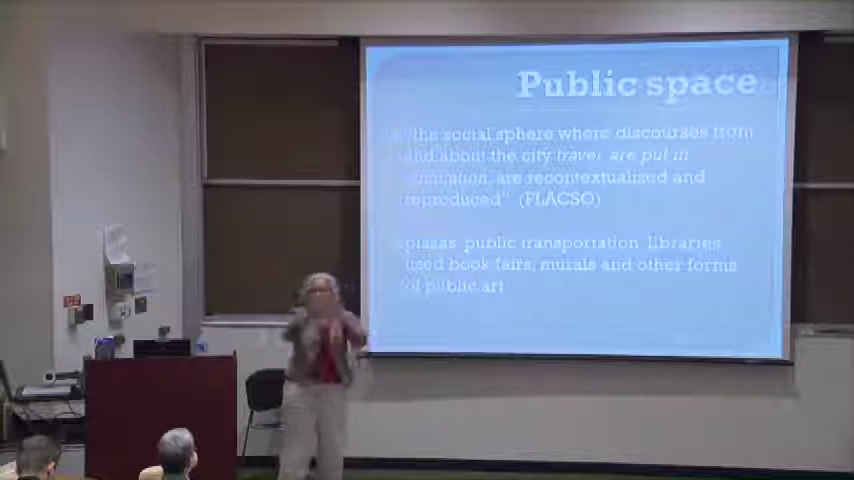 Public space
"the social sphere where discourses from
and about the city travel, are put in
circulation, are recontextualized and
reproduced" (FLACSO)
plazas, public transportation, libraries,
used book fairs, murals and other forms
of public art